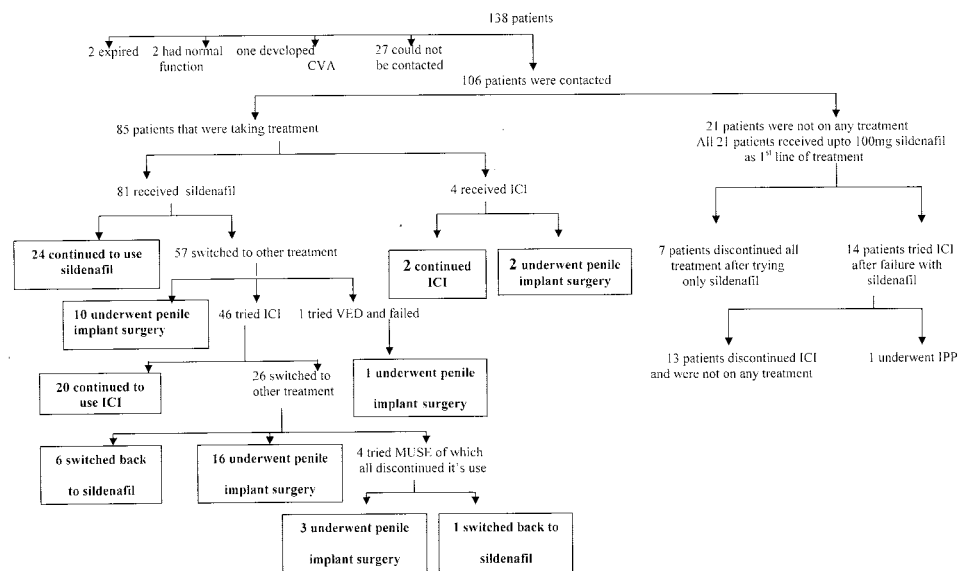 138 patients
2 expired
2 had normal
function
one developed
CVA
27 could not
be contacted
106 patients were contacted
85 patients that were taking treatment
21 patients were not on any treatment
All 21 patients received upto 100mg sildenafil
as 1st line of treatment
81 received sildenafil
4 received ICI
24 continued to use
sildenafil
57 switched to other treatment
2 continued
ICI
2 underwent penile
implant surgery
7 patients discontinued all
treatment after trying
only sildenafil
14 patients tried ICI
after failure with
sildenafil
10 underwent penile
implant surgery
46 tried ICI
1 tried VED and failed
13 patients discontinued ICI
and were not on any treatment
1 underwent IPP
20 continued to
use ICI
26 switched to
other treatment
1 underwent penile
implant surgery
6 switched back
to sildenafil
16 underwent penile
implant surgery
4 tried MUSE of which
all discontinued it's use
3 underwent penile
implant surgery
1 switched back to
sildenafil